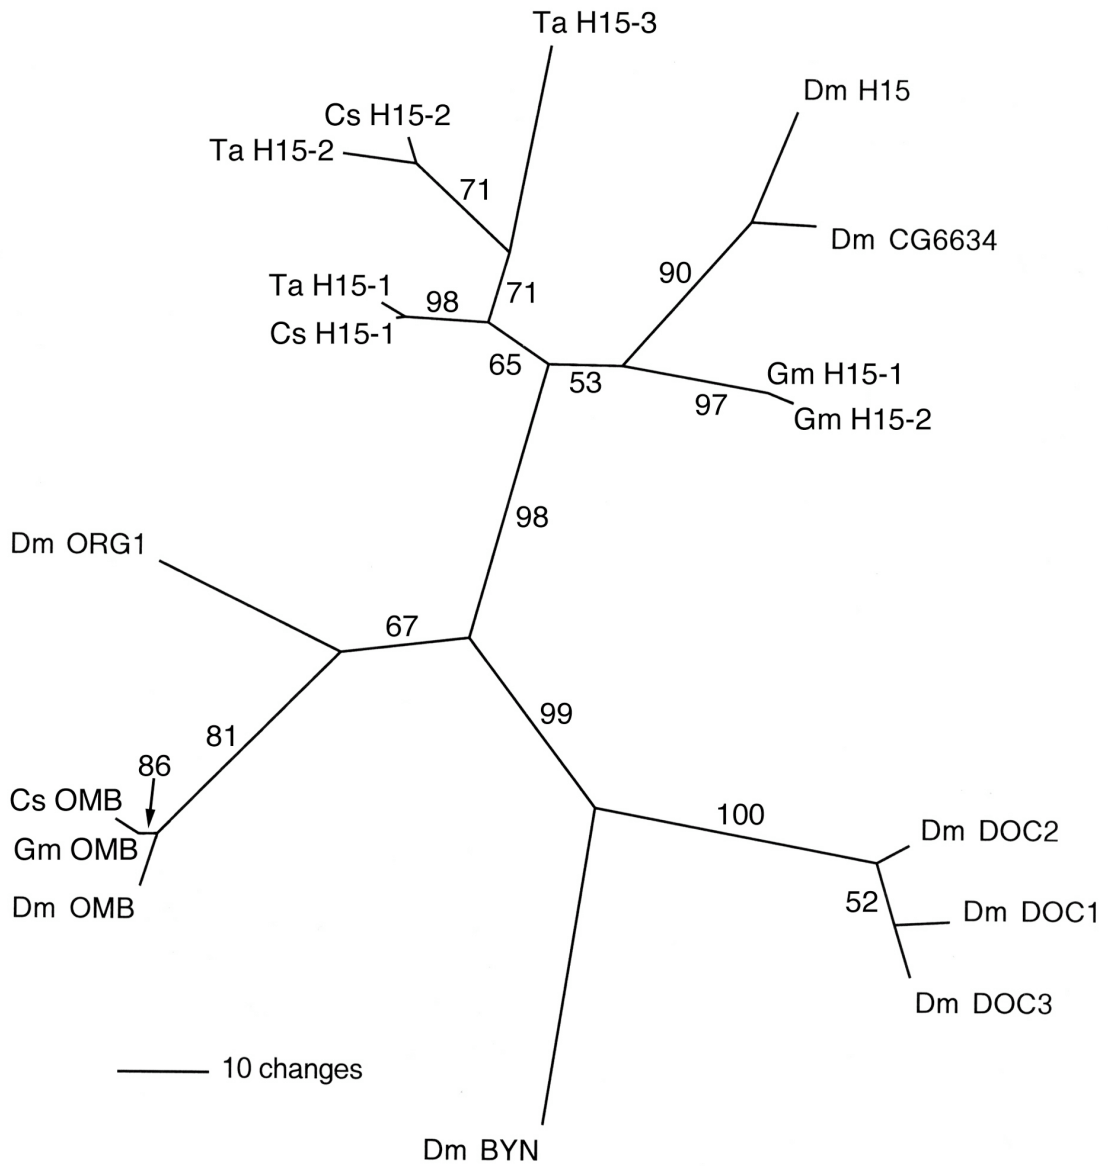 Ta H15-3
Dm H15
Cs H15-2
Ta H15-2
71
Dm CG6634
90
Ta H15-1
98
71
Cs H15-1
65
53
Gm H15-1
97
Gm H15-2
98
Dm ORG1
67
99
81
86
Cs OMB
100
Dm DOC2
Gm OMB
52
Dm OMB
Dm DOC1
Dm DOC3
10 changes
Dm BYN